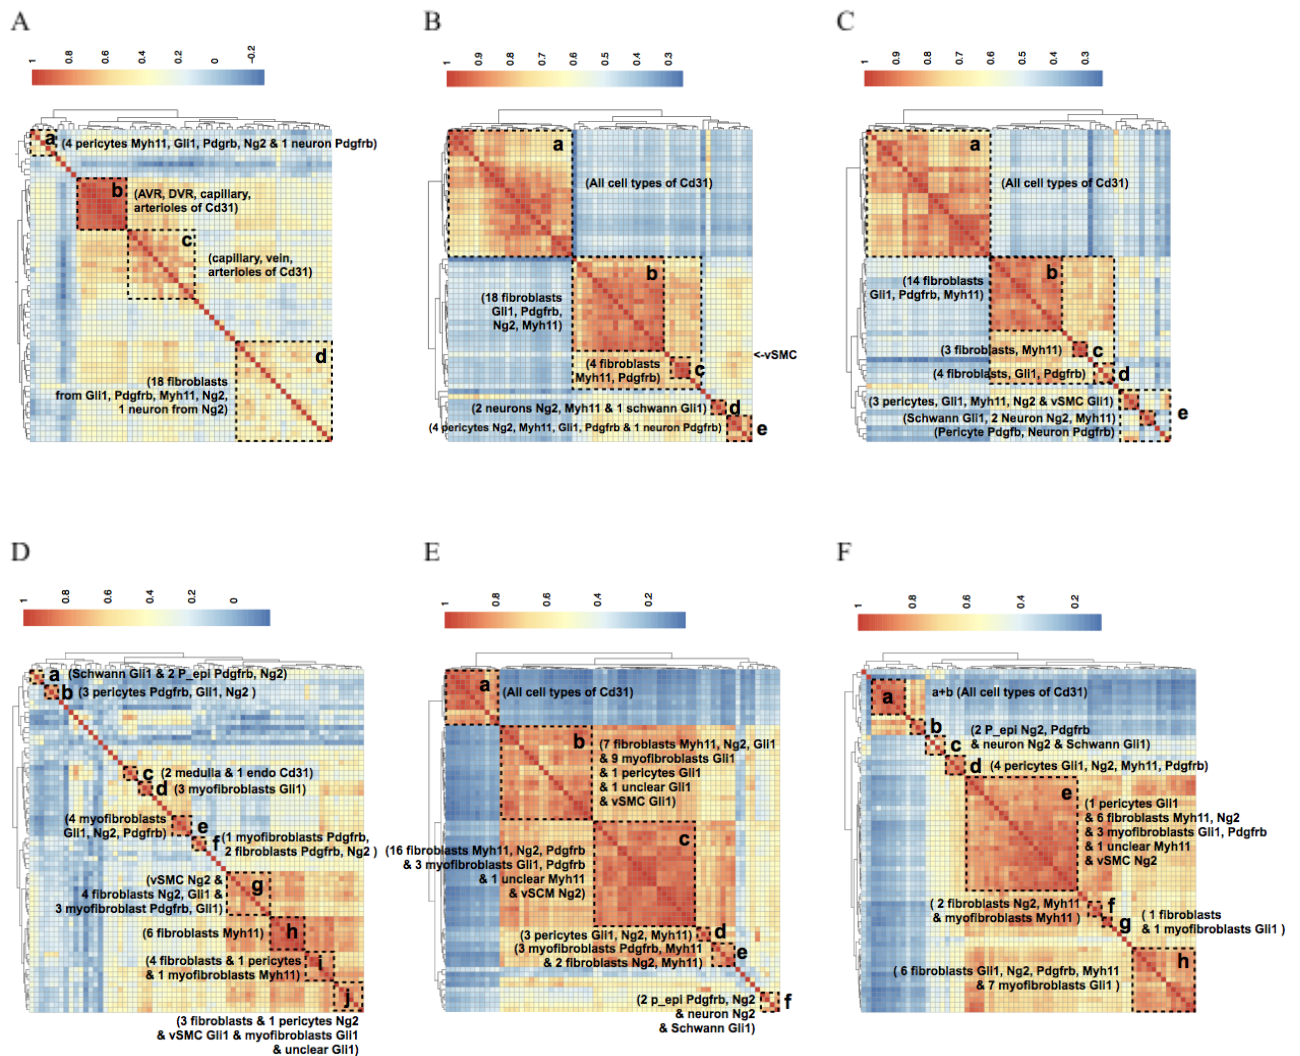 A
1
0.8
0.6
0.4
0.2
0
−0.2
a
(4 pericytes Myh11, Gli1, Pdgrb, Ng2 & 1 neuron Pdgfrb)
b
(AVR, DVR, capillary,
arterioles of Cd31)
c
(capillary, vein,
arterioles of Cd31)
d
(18 fibroblasts
from Gli1, Pdgfrb, Myh11, Ng2,
1 neuron from Ng2)
B
1
0.9
0.8
0.7
0.6
0.5
0.4
0.3
a
(All cell types of Cd31)
b
(18 fibroblasts
Gli1, Pdgfrb,
Ng2, Myh11)
<-vSMC
(4 fibroblasts
Myh11, Pdgfrb)
c
(2 neurons Ng2, Myh11 & 1 schwann Gli1)
d
(4 pericytes Ng2, Myh11, Gli1, Pdgfrb & 1 neuron Pdgfrb)
e
C
1
0.9
0.8
0.7
0.6
0.5
0.4
0.3
a
(All cell types of Cd31)
b
(14 fibroblasts
Gli1, Pdgfrb, Myh11)
(3 fibroblasts, Myh11)
c
(4 fibroblasts, Gli1, Pdgfrb)
d
(3 pericytes, Gli1, Myh11, Ng2 & vSMC Gli1)
(Schwann Gli1, 2 Neuron Ng2, Myh11)
e
(Pericyte Pdgfb, Neuron Pdgfrb)
D
1
0.8
0.6
0.4
0.2
0
a
(Schwann Gli1 & 2 P_epi Pdgfrb, Ng2)
b
(3 pericytes Pdgfrb, Gli1, Ng2 )
c
(2 medulla & 1 endo Cd31)
d
(3 myofibroblasts Gli1)
(4 myofibroblasts
Gli1, Ng2, Pdgfrb)
e
f
(1 myofibroblasts Pdgfrb,
2 fibroblasts Pdgfrb, Ng2 )
(vSMC Ng2 &
4 fibroblasts Ng2, Gli1 &
3 myofibroblast Pdgfrb, Gli1)
g
(6 fibroblasts Myh11)
h
(4 fibroblasts & 1 pericytes
& 1 myofibroblasts Myh11)
i
j
(3 fibroblasts & 1 pericytes Ng2
& vSMC Gli1 & myofibroblasts Gli1
& unclear Gli1)
E
1
0.8
0.6
0.4
0.2
a
(All cell types of Cd31)
b
(7 fibroblasts Myh11, Ng2, Gli1
& 9 myofibroblasts Gli1
& 1 pericytes Gli1
& 1 unclear Gli1
& vSMC Gli1)
c
(16 fibroblasts Myh11, Ng2, Pdgfrb
& 3 myofibroblasts Gli1, Pdgfrb
& 1 unclear Myh11
& vSCM Ng2)
(3 pericytes Gli1, Ng2, Myh11)
d
(3 myofibroblasts Pdgfrb, Myh11
& 2 fibroblasts Ng2, Myh11)
e
(2 p_epi Pdgfrb, Ng2
& neuron Ng2
& Schwann Gli1)
f
F
1
0.8
0.6
0.4
0.2
a
a+b (All cell types of Cd31)
b
(2 P_epi Ng2, Pdgfrb
& neuron Ng2 & Schwann Gli1)
c
d
(4 pericytes Gli1, Ng2, Myh11, Pdgfrb)
e
(1 pericytes Gli1
& 6 fibroblasts Myh11, Ng2
& 3 myofibroblasts Gli1, Pdgfrb
& 1 unclear Myh11
& vSMC Ng2)
( 2 fibroblasts Ng2, Myh11
& myofibroblasts Myh11 )
f
g
( 1 fibroblasts
& 1 myofibroblasts Gli1 )
( 6 fibroblasts Gli1, Ng2, Pdgfrb, Myh11
& 7 myofibroblasts Gli1 )
h